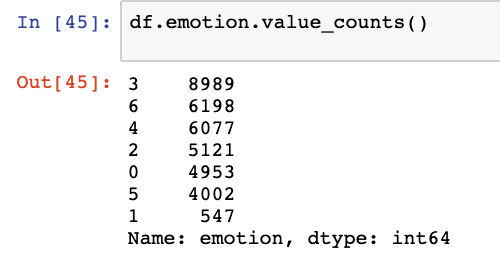 In [45]: df.emotion.value_counts()
Out[45]: 3 8989
6 6198
4 6077
2 5121
0 4953
5 4002
1 547
Name: emotion, dtype: int64